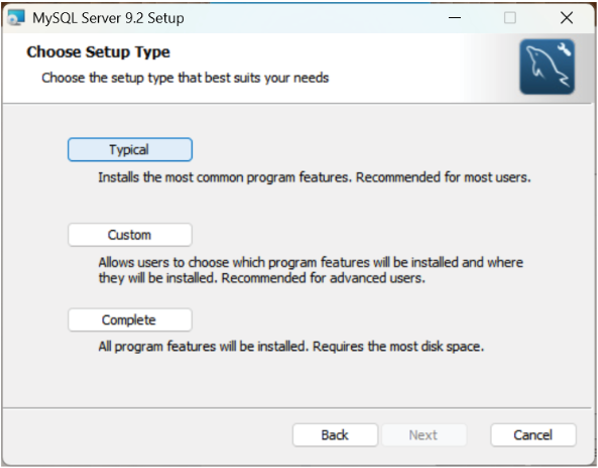 MySQL Server 9.2 Setup
Choose Setup Type
Choose the setup type that best suits your needs
Typical
Installs the most common program features. Recommended for most users.
Custom
Allows users to choose which program features will be installed and where
they will be installed. Recommended for advanced users.
Complete
All program features will be installed. Requires the most disk space.
Back
Next
Cancel